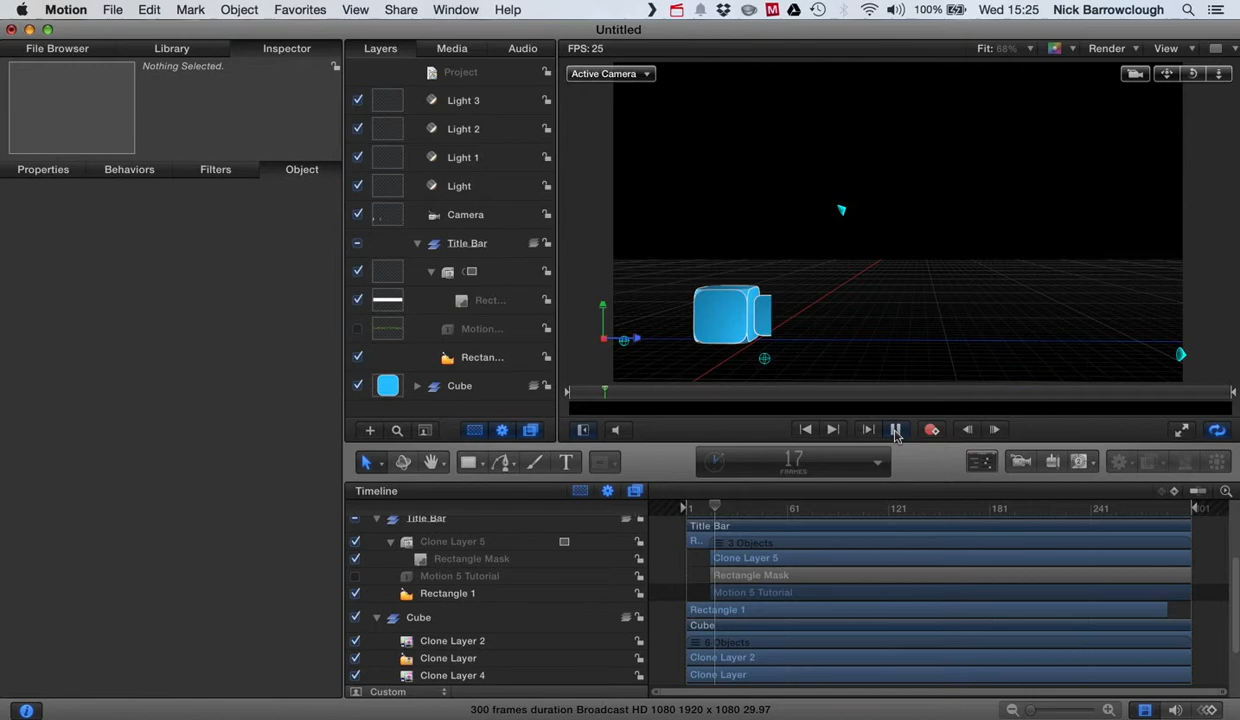 Motion File Edit Mark Object Favorites View Share Window Help 100% Wed 15:25 Nick Barrowclough
Untitled
File Browser Library Inspector Layers Media Audio FPS: 25 Fit: 68% Render View
Nothing Selected.
Project
Active Camera
Light 3
Light 2
Light 1
Light
Camera
Title Bar
Rect...
Motion...
Rectan...
Cube
Properties Behaviors Filters Object
17
FRAMES
Timeline
1 61 121 181 241 301
Title Bar Title Bar
Clone Layer 5 R.. 3 Objects
Rectangle Mask Clone Layer 5
Motion 5 Tutorial Rectangle Mask
Rectangle 1 Motion 5 Tutorial
Rectangle 1
Cube Cube
Clone Layer 2 6 Objects
Clone Layer Clone Layer 2
Clone Layer 4 Clone Layer
Custom
300 frames duration Broadcast HD 1080 1920 x 1080 29.97